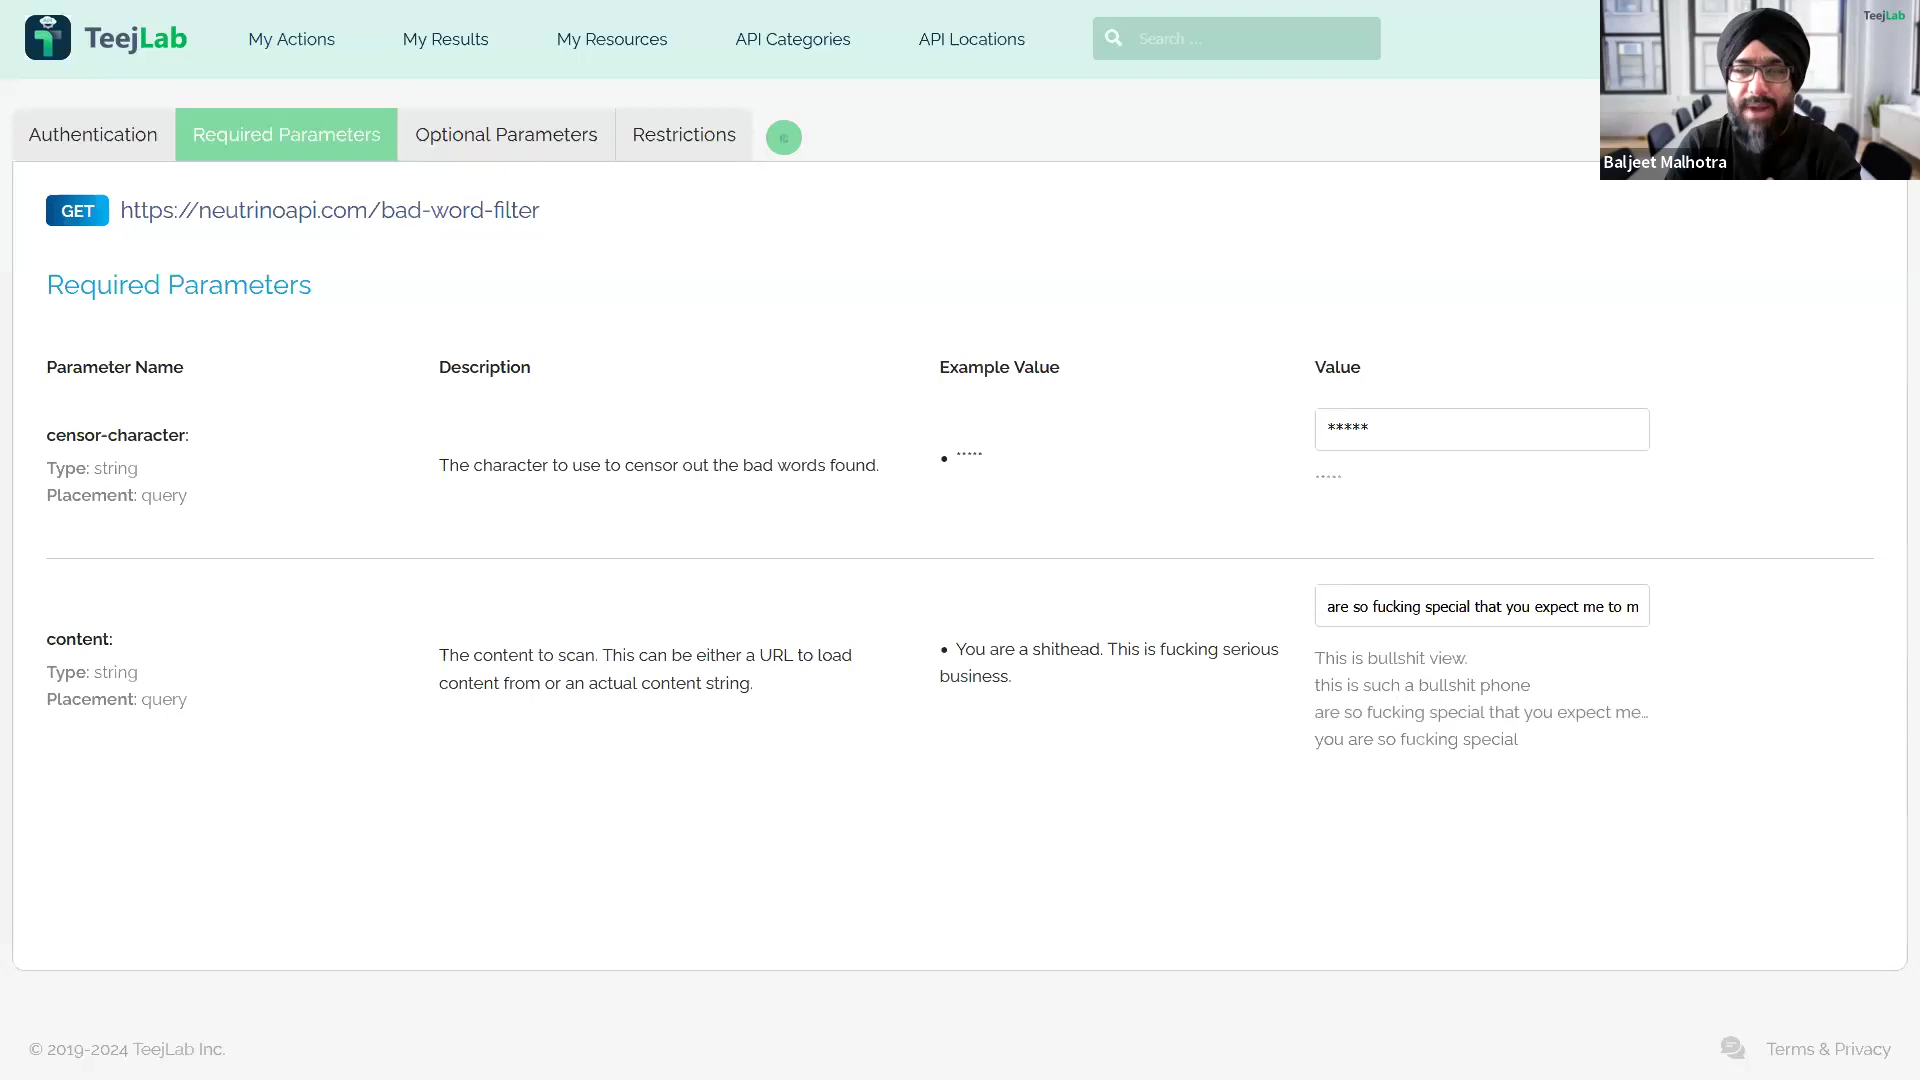 TeejLab
My Actions
My Results
My Resources
API Categories
API Locations
Search ...
TeejLab
Baljeet Malhotra
Authentication
Required Parameters
Optional Parameters
Restrictions
GET https://neutrinoapi.com/bad-word-filter
Required Parameters
Parameter Name
Description
Example Value
Value
censor-character:
Type: string
Placement: query
The character to use to censor out the bad words found.
• *****
*****
*****
content:
Type: string
Placement: query
The content to scan. This can be either a URL to load
content from or an actual content string.
• You are a shithead. This is fucking serious
business.
are so fucking special that you expect me to m
This is bullshit view.
this is such a bullshit phone
are so fucking special that you expect me...
you are so fucking special
© 2019-2024 TeejLab Inc.
Terms & Privacy